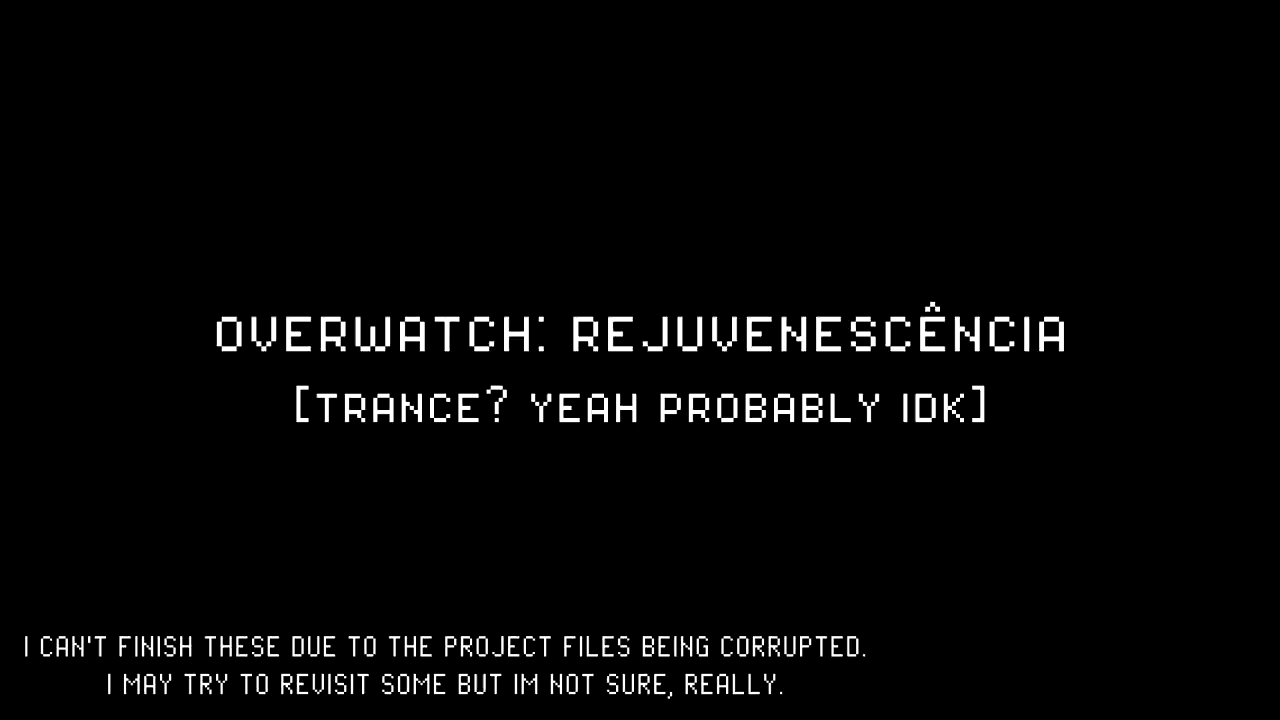 OVERWATCH: REJUVENESCÊNCIA
[TRANCE? YEAH PROBABLY IDK]
I CAN'T FINISH THESE DUE TO THE PROJECT FILES BEING CORRUPTED.
I MAY TRY TO REVISIT SOME BUT IM NOT SURE, REALLY.